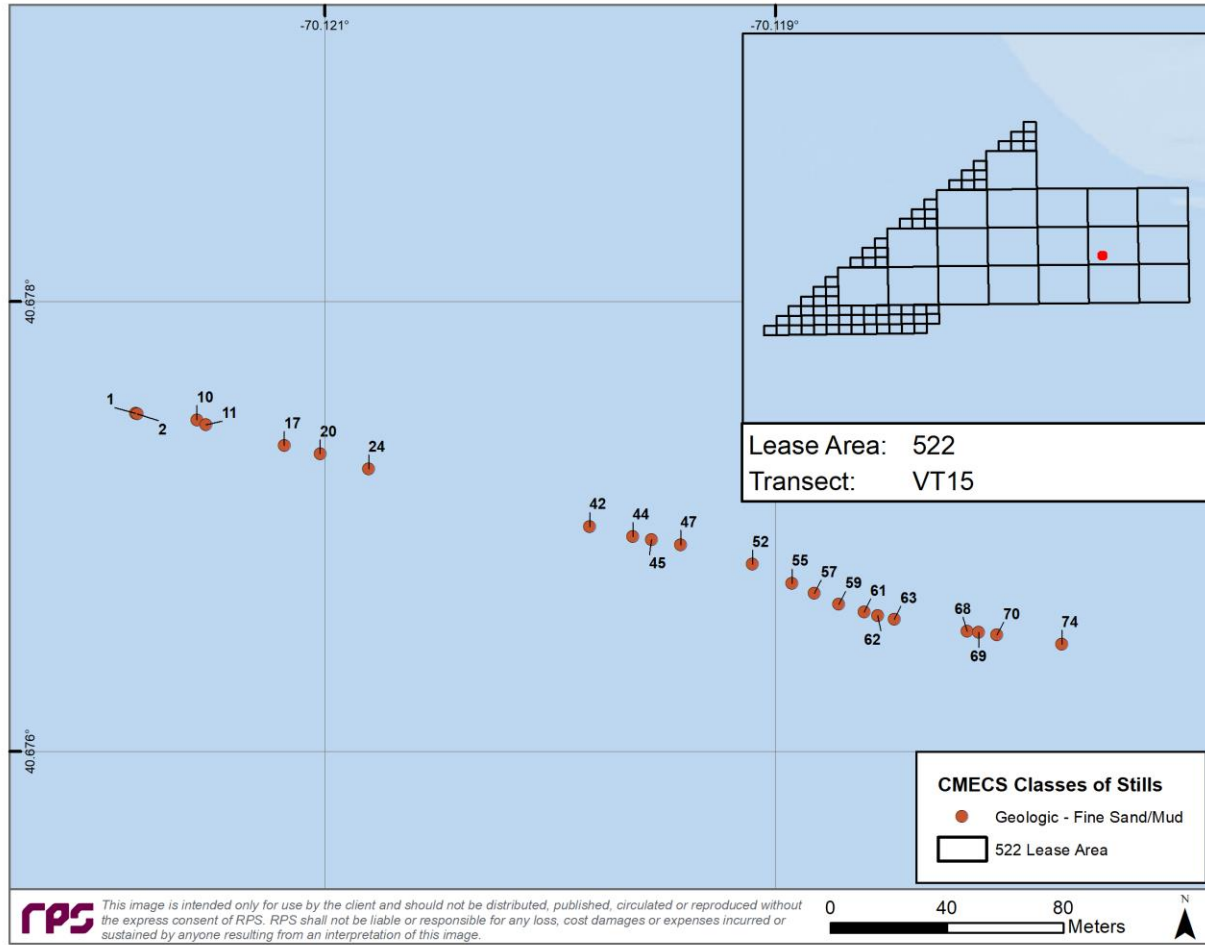 -70.121°
-70.119°
40.678°
Lease Area: 522
Transect: VT15
1
2
10
11
17
20
24
42
44
45
47
52
55
57
59
61
62
63
68
69
70
74
40.676°
CMECS Classes of Stills
Geologic - Fine Sand/Mud
522 Lease Area
rps
This image is intended only for use by the client and should not be distributed, published, circulated or reproduced without
the express consent of RPS. RPS shall not be liable or responsible for any loss, cost damages or expenses incurred or
sustained by anyone resulting from an interpretation of this image.
0 40 80
Meters
N